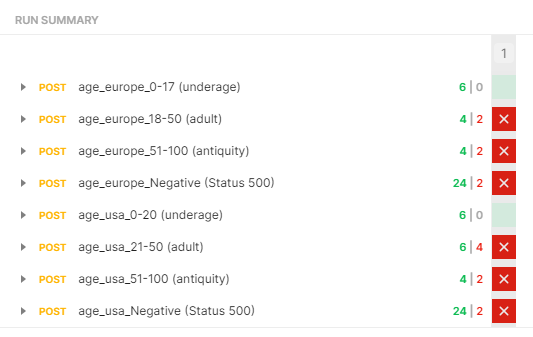 RUN SUMMARY
1
POST age_europe_0-17 (underage) 6 | 0
POST age_europe_18-50 (adult) 4 | 2
POST age_europe_51-100 (antiquity) 4 | 2
POST age_europe_Negative (Status 500) 24 | 2
POST age_usa_0-20 (underage) 6 | 0
POST age_usa_21-50 (adult) 6 | 4
POST age_usa_51-100 (antiquity) 4 | 2
POST age_usa_Negative (Status 500) 24 | 2